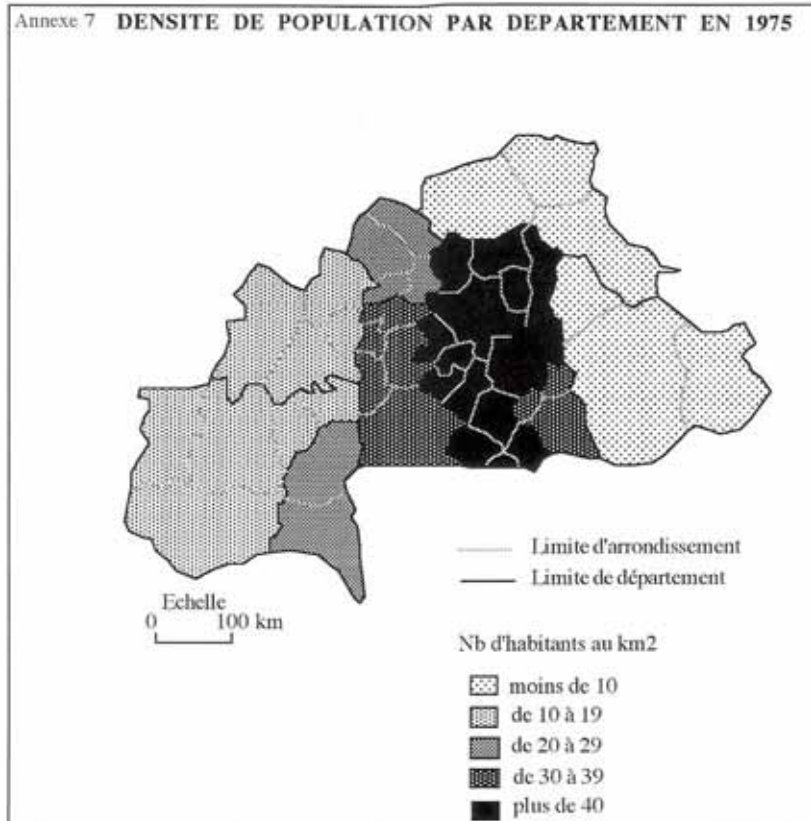 Annexe 7 DENSITE DE POPULATION PAR DEPARTEMENT EN 1975
Limite d'arrondissement
Limite de département
Echelle
0 100 km
Nb d'habitants au km2
moins de 10
de 10 à 19
de 20 à 29
de 30 à 39
plus de 40